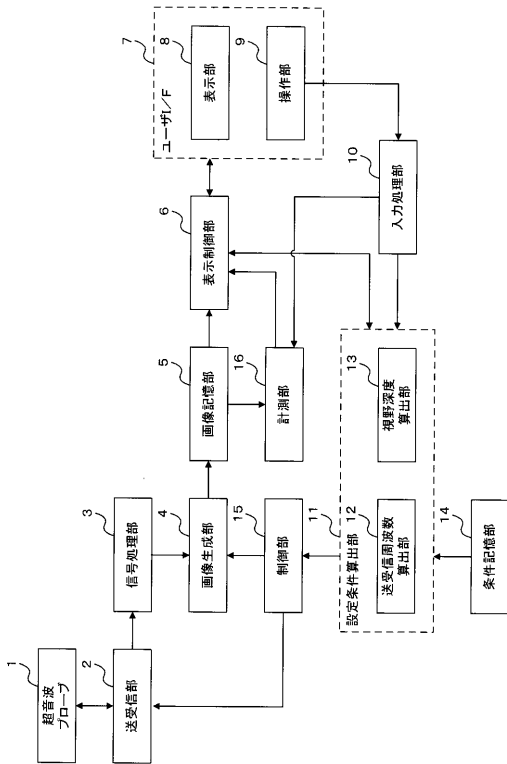 1
超音波
プローブ
2
送受信部
3
信号処理部
4
画像生成部
15
制御部
5
画像記憶部
16
計測部
6
表示制御部
7
ユーザI/F
8
表示部
9
操作部
10
入力処理部
11
設定条件算出部
12
送受信周波数
算出部
13
視野深度
算出部
14
条件記憶部